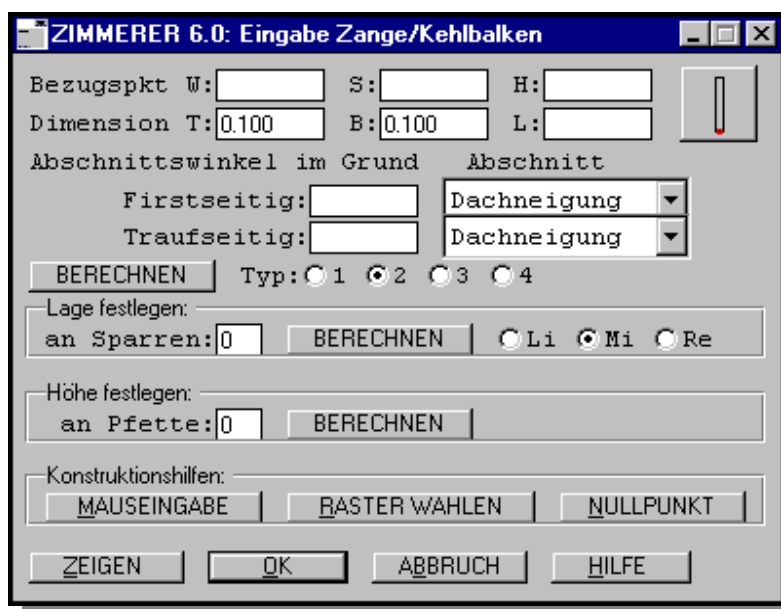 ZIMMERER 6.0: Eingabe Zange/Kehlbalken
Bezugspkt W: S: H:
Dimension T: 0.100 B: 0.100 L:
Abschnittswinkel im Grund Abschnitt
Firstseitig: Dachneigung
Traufseitig: Dachneigung
BERECHNEN Typ: 1 2 3 4
Lage festlegen:
an Sparren: 0 BERECHNEN Li Mi Re
Höhe festlegen:
an Pfette: 0 BERECHNEN
Konstruktionshilfen:
MAUSEINGABE RASTER WÄHLEN NULLPUNKT
ZEIGEN OK ABBRUCH HILFE